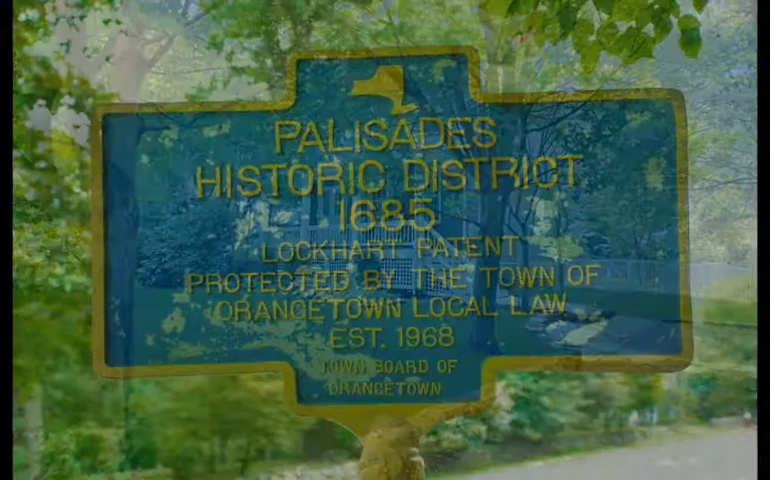 PALISADES
HISTORIC DISTRICT
1685
LOCKHART PATENT
PROTECTED BY THE TOWN OF
ORANGETOWN LOCAL LAW
EST. 1968
TOWN BOARD OF
ORANGETOWN